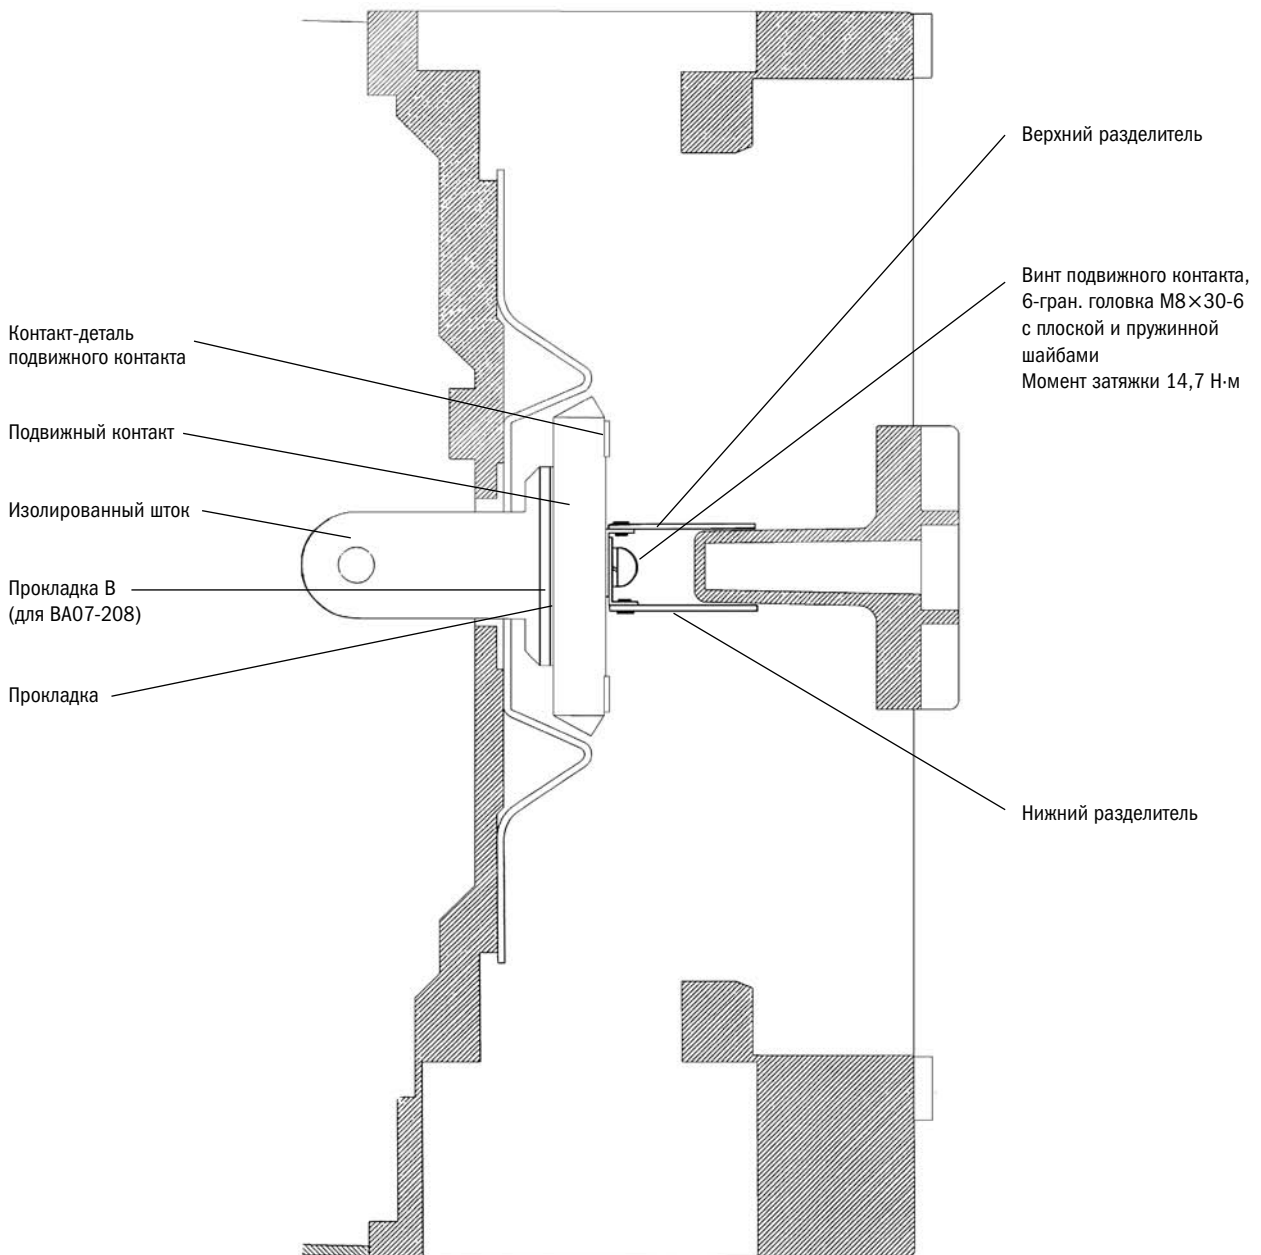 Верхний разделитель
Винт подвижного контакта,
6-гран. головка М8×30-6
с плоской и пружинной
шайбами
Момент затяжки 14,7 Н·м
Контакт-деталь
подвижного контакта
Подвижный контакт
Изолированный шток
Прокладка В
(для ВА07-208)
Прокладка
Нижний разделитель